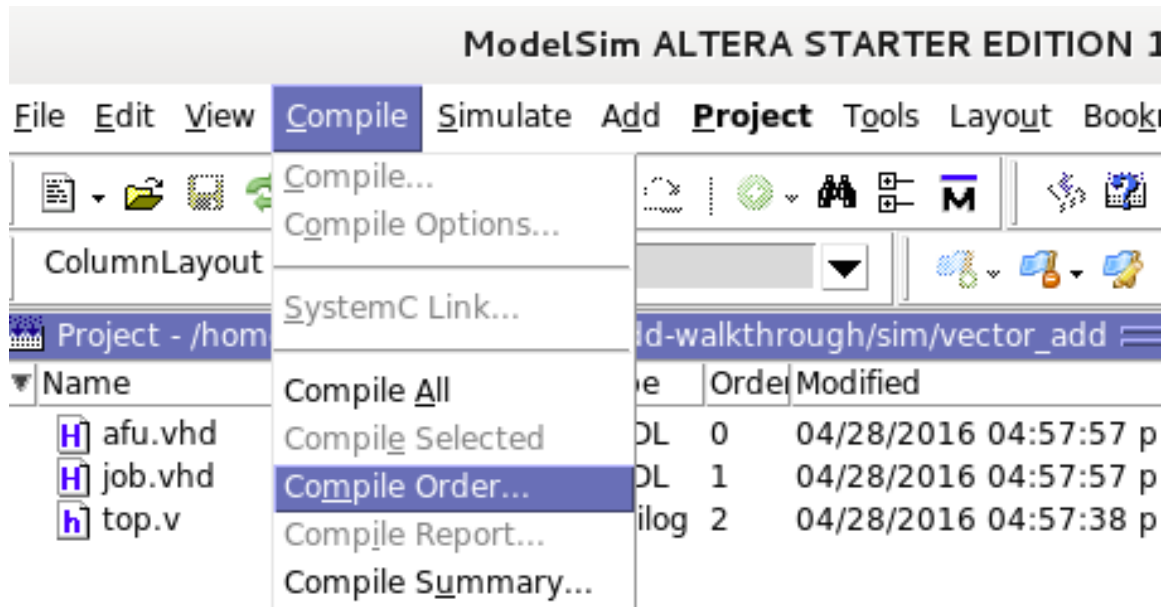 ModelSim ALTERA STARTER EDITION 1
File Edit View Compile Simulate Add Project Tools Layout
Compile...
Compile Options...
ColumnLayout
SystemC Link...
Project - /hom dd-walkthrough/sim/vector_add
Name Order Modified
Compile All
afu.vhd DL 0 04/28/2016 04:57:57 p
Compile Selected
job.vhd DL 1 04/28/2016 04:57:57 p
Compile Order...
top.v ilog 2 04/28/2016 04:57:38 p
Compile Report...
Compile Summary...